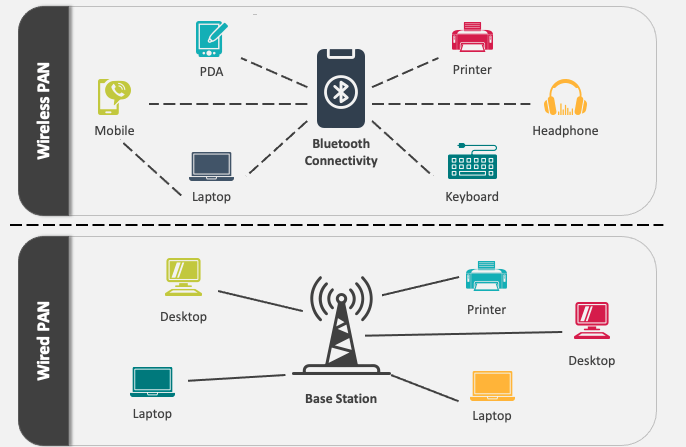 Wireless PAN
PDA
Printer
Mobile
Headphone
Bluetooth
Connectivity
Laptop
Keyboard
Wired PAN
Desktop
Printer
Desktop
Laptop
Base Station
Laptop